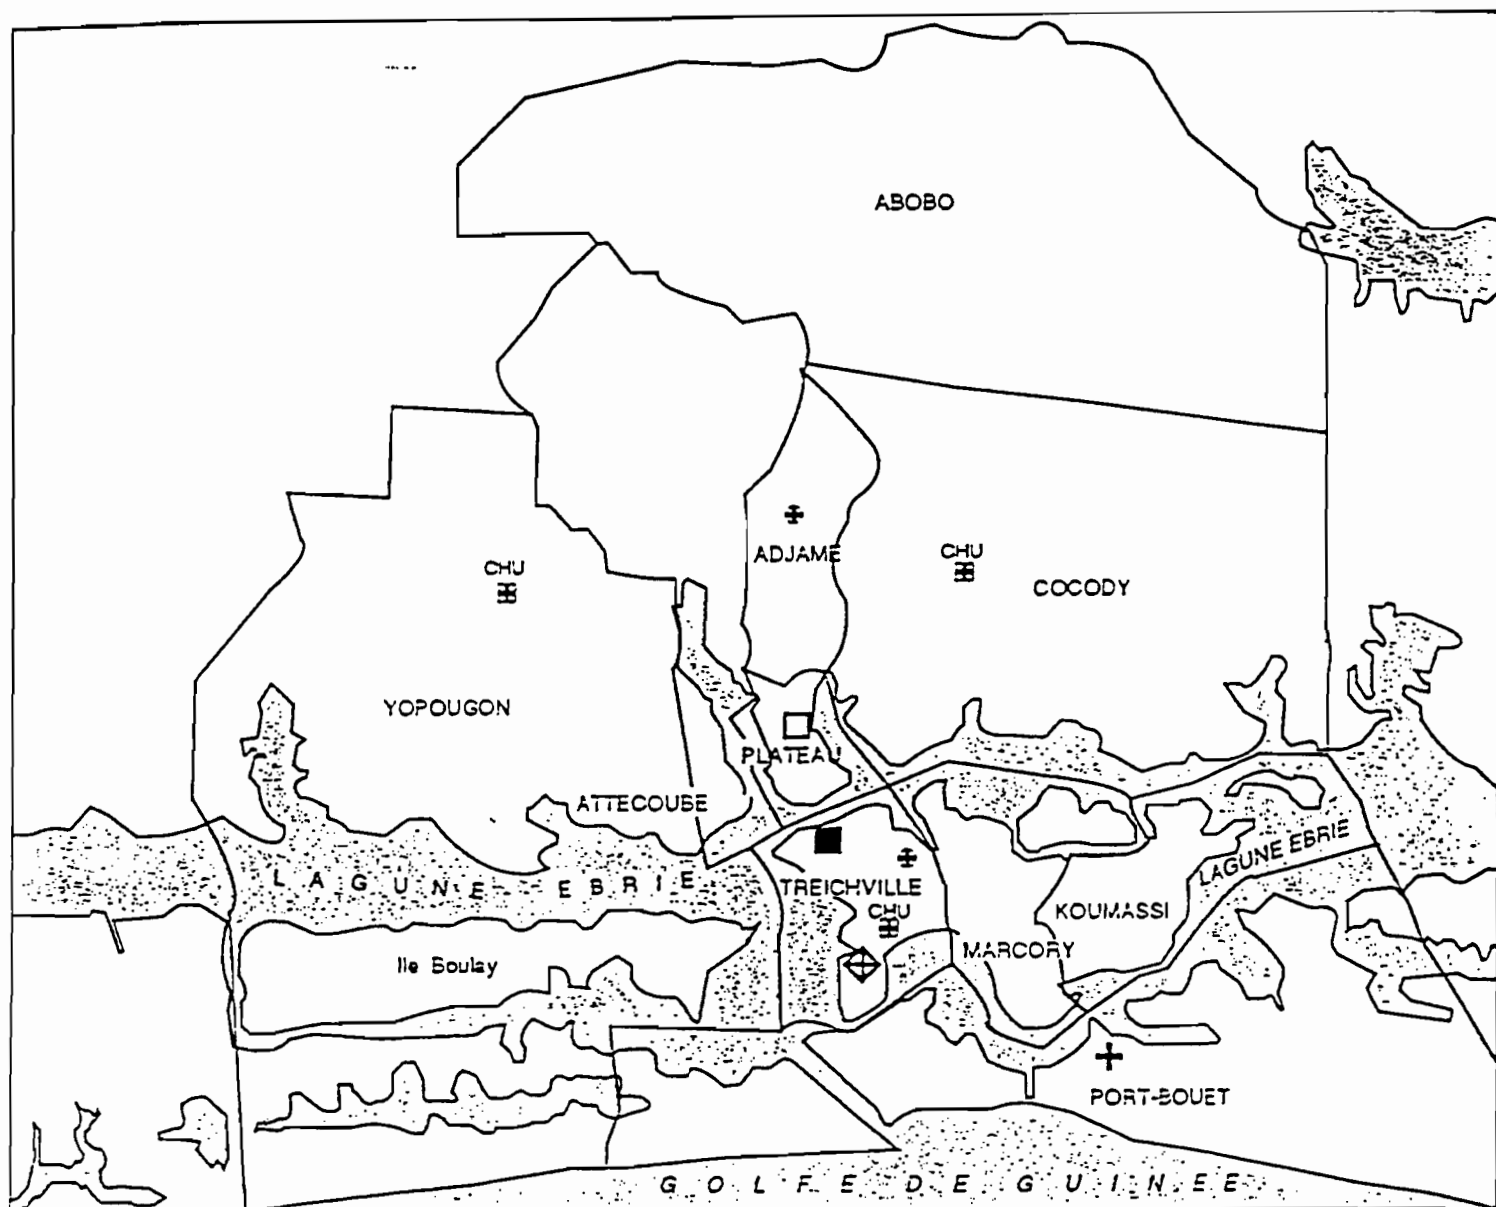 ABOBO
ADJAME
CHU
COCODY
CHU
YOPOUGON
PLATEAU
ATTECOUBE
LAGUNE EBRIE
LAGUNE EBRIE
TREICHVILLE
CHU
KOUMASSI
MARCORY
Ile Boulay
PORT-BOUET
GOLFE DE GUINEE